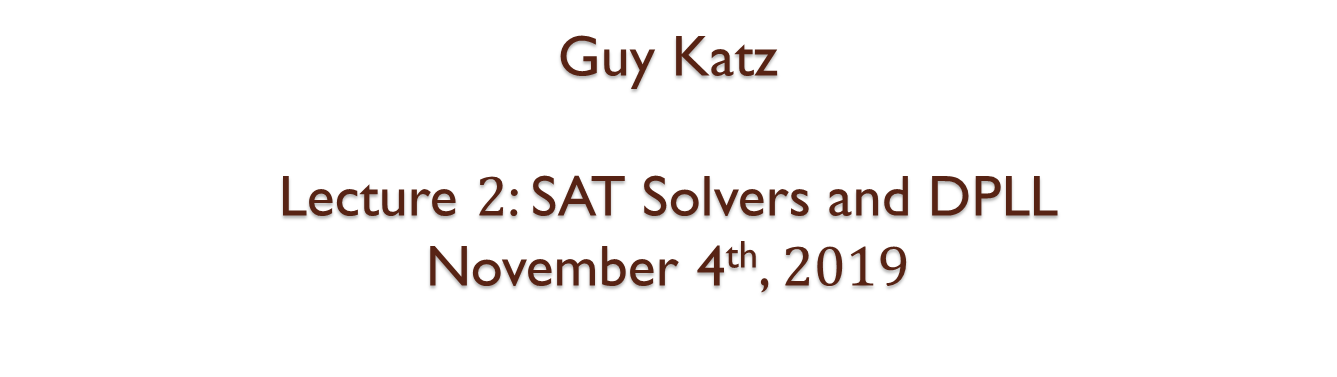 Guy Katz
Lecture 2: SAT Solvers and DPLL
November 4th, 2019